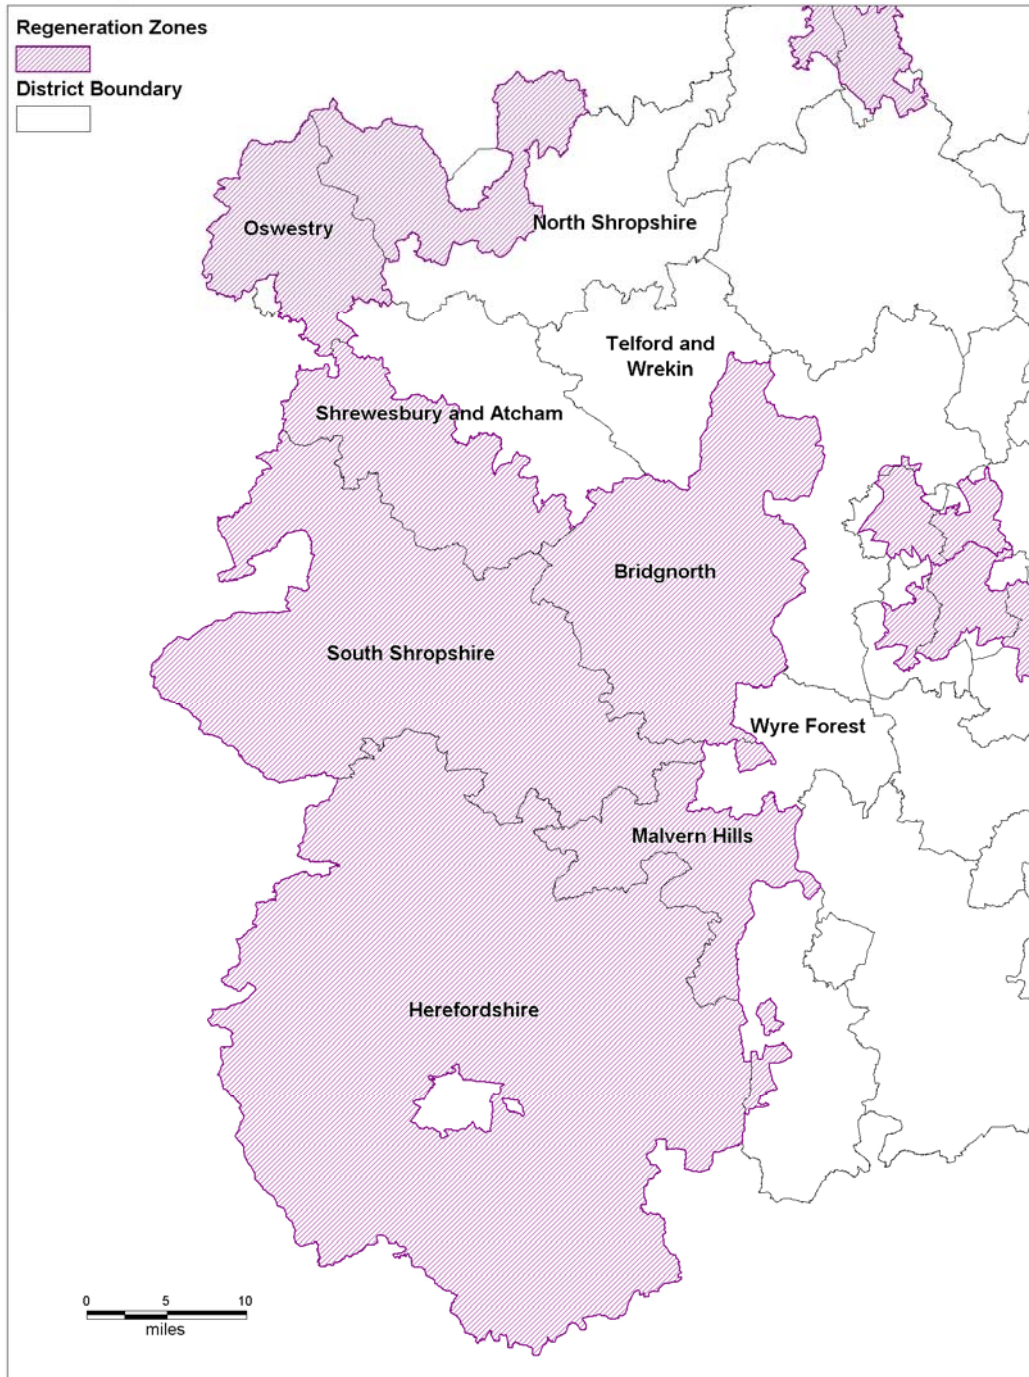 Regeneration Zones
District Boundary
Oswestry
North Shropshire
Telford and
Wrekin
Shrewesbury and Atcham
Bridgnorth
South Shropshire
Wyre Forest
Malvern Hills
Herefordshire
0 5 10
miles